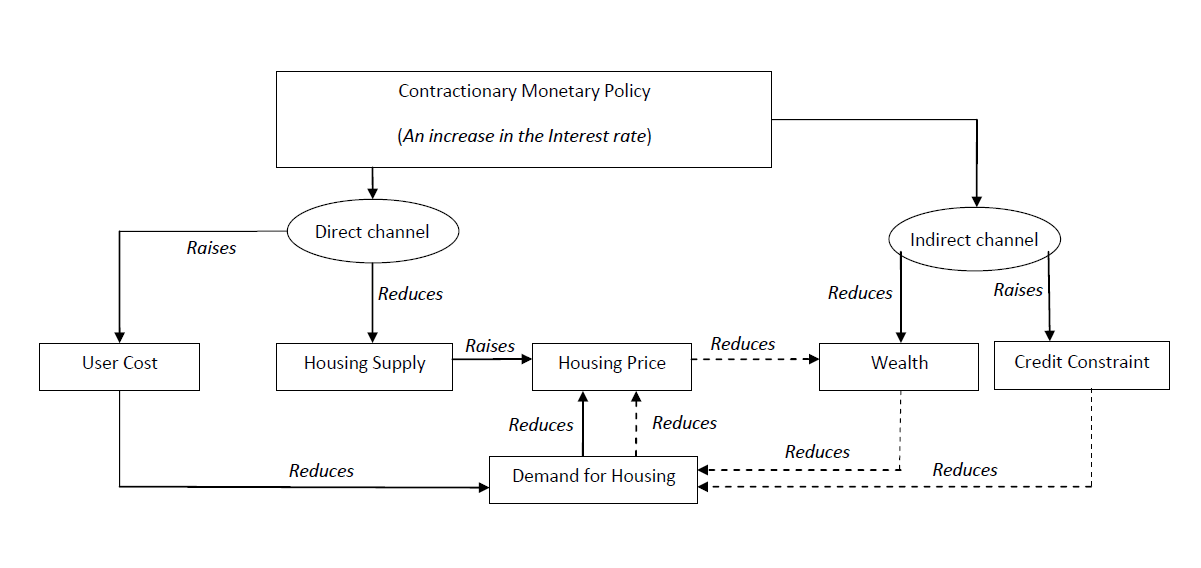 Contractionary Monetary Policy
(An increase in the Interest rate)
Direct channel
Indirect channel
Raises
Reduces
Reduces
Raises
User Cost
Housing Supply
Raises
Housing Price
Reduces
Wealth
Credit Constraint
Reduces
Reduces
Reduces
Reduces
Reduces
Demand for Housing